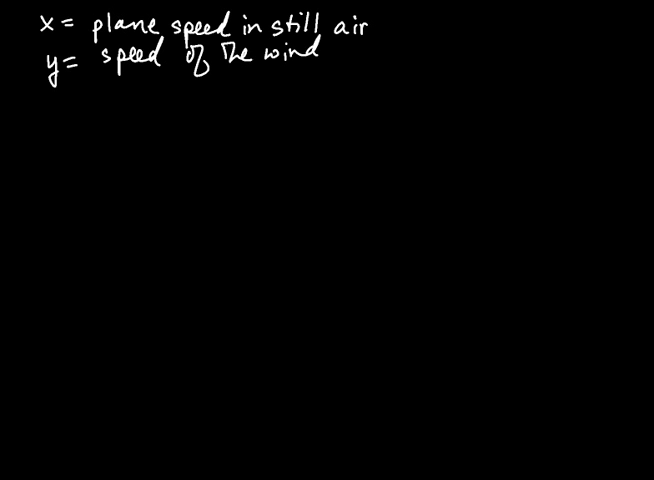 x = plane speed in still air
y = speed of the wind